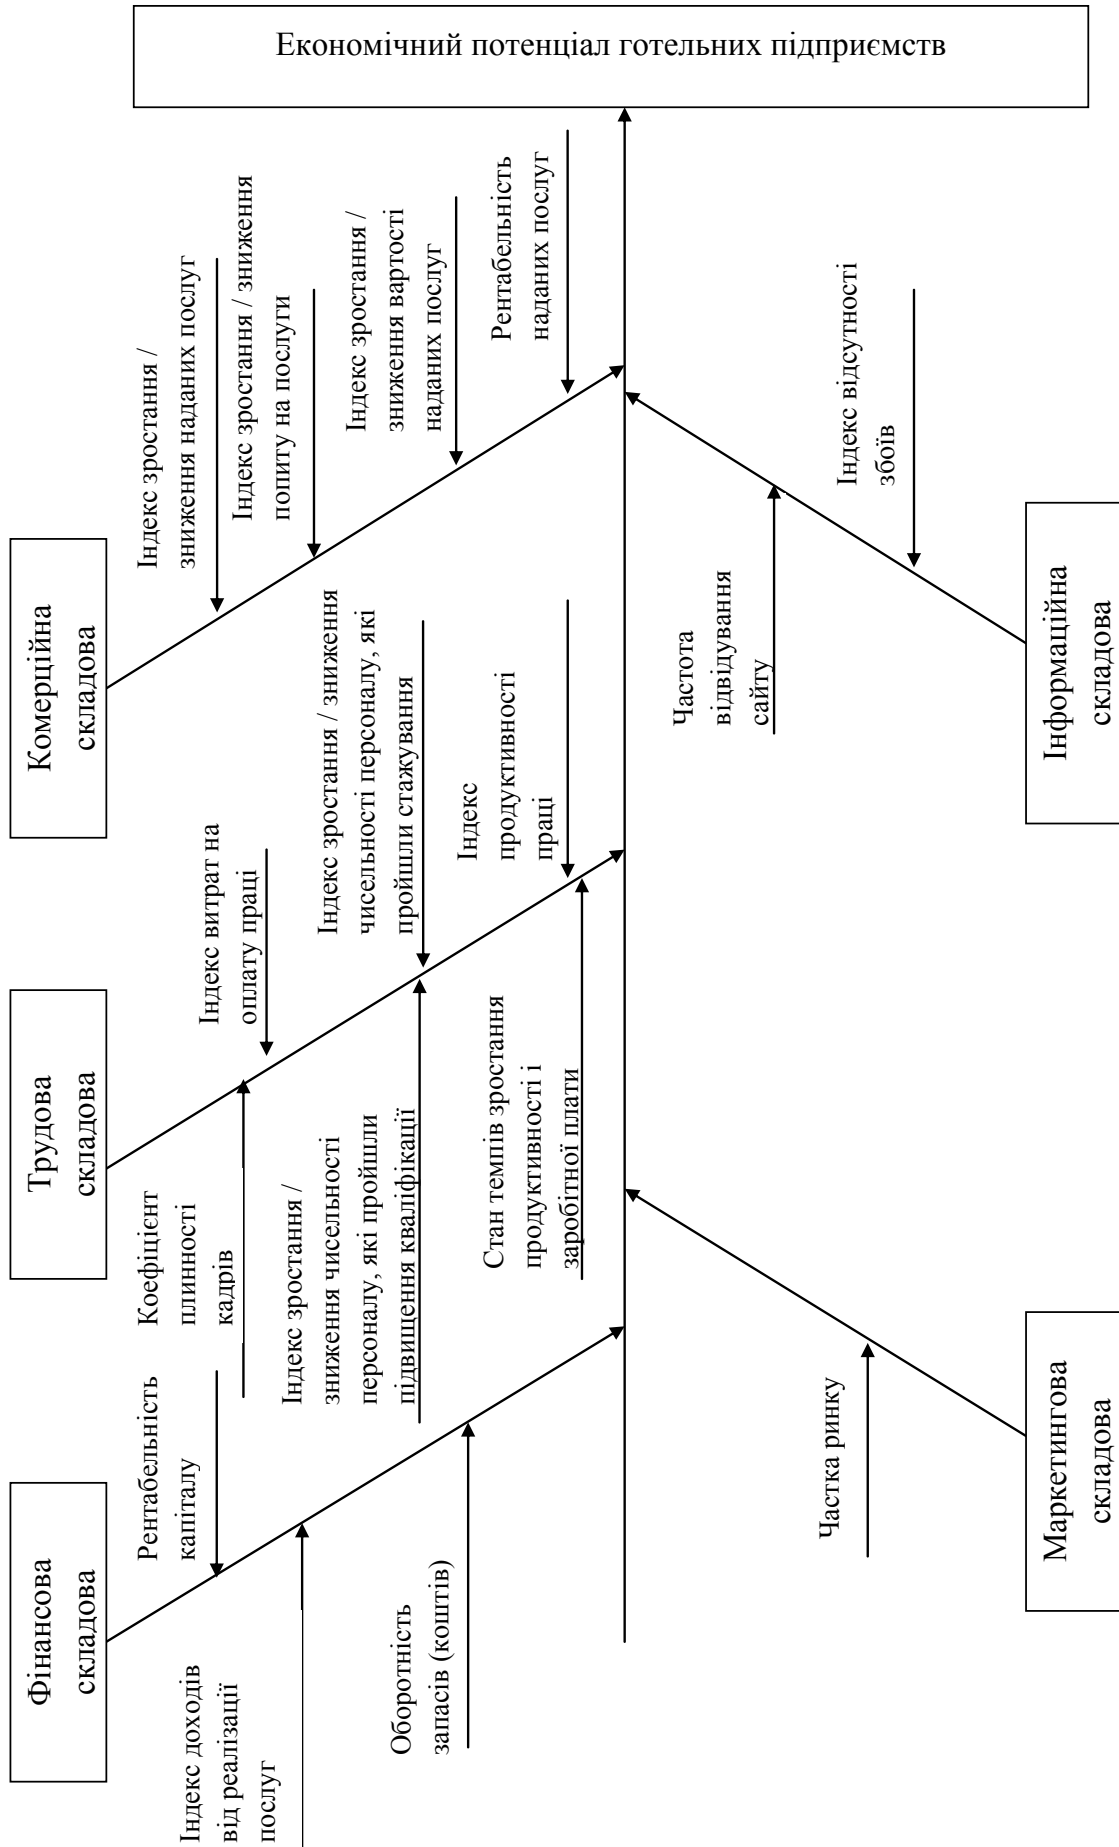 Економічний потенціал готельних підприємств
Фінансова
складова
Трудова
складова
Комерційна
складова
Рентабельність
капіталу
Індекс доходів
від реалізації
послуг
Оборотність
запасів (коштів)
Коефіцієнт
плинності
кадрів
Індекс витрат на
оплату праці
Індекс зростання /
зниження чисельності
персоналу, які пройшли
підвищення кваліфікації
Індекс зростання / зниження
чисельності персоналу, які
пройшли стажування
Стан темпів зростання
продуктивності і
заробітної плати
Індекс
продуктивності
праці
Індекс зростання /
зниження наданих послуг
Індекс зростання / зниження
попиту на послуги
Індекс зростання /
зниження вартості
наданих послуг
Рентабельність
наданих послуг
Частка ринку
Частота
відвідування
сайту
Індекс відсутності
збоїв
Маркетингова
складова
Інформаційна
складова